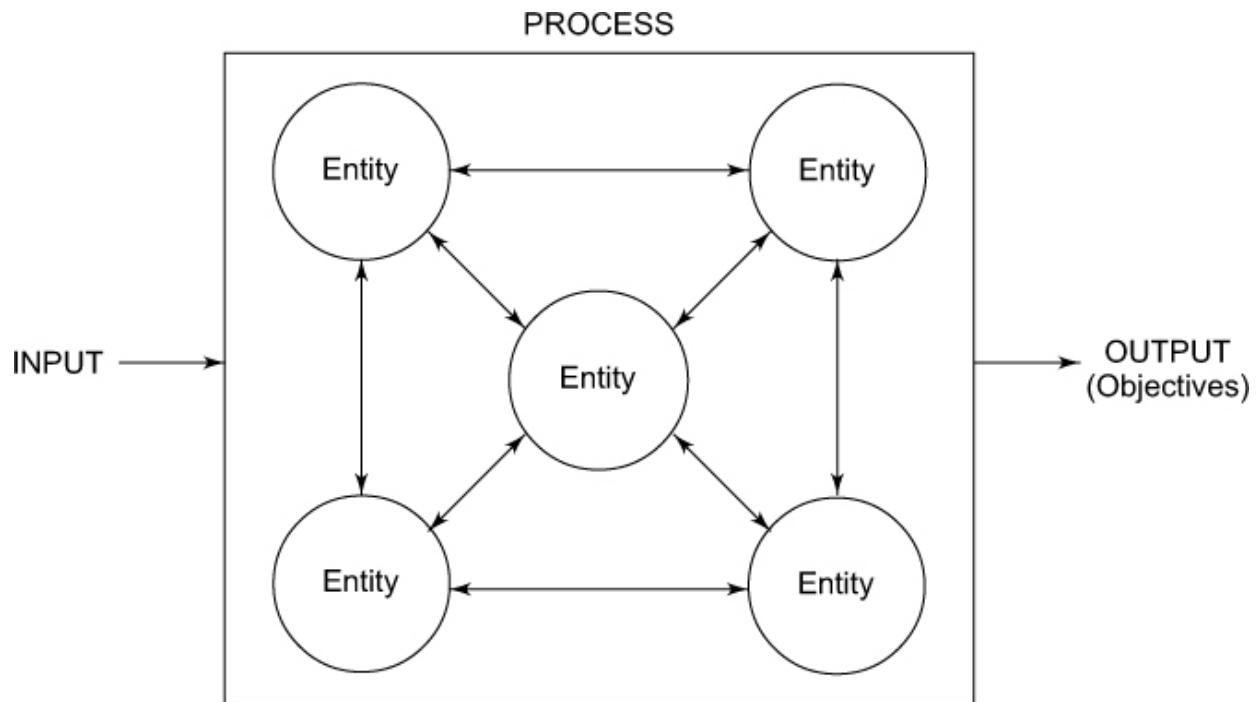 PROCESS
Entity
Entity
INPUT
Entity
OUTPUT
(Objectives)
Entity
Entity